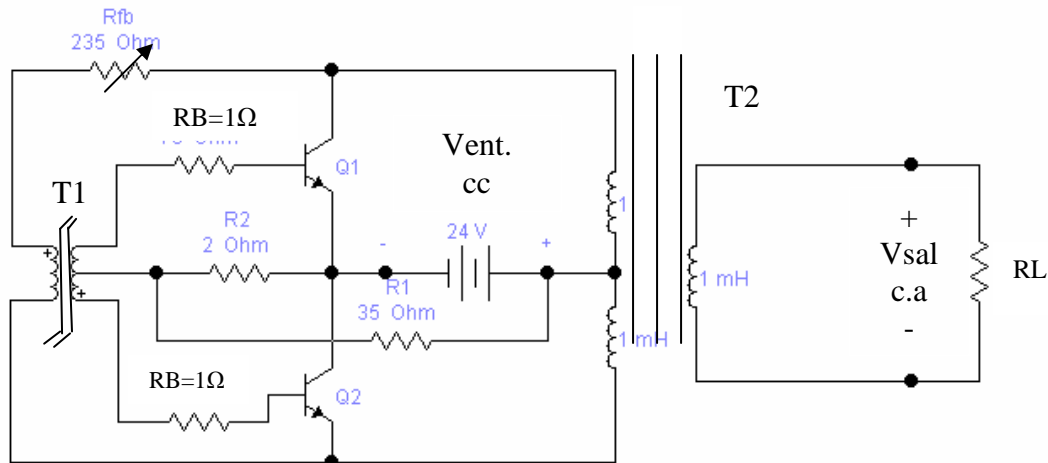 Rfb
235 Ohm
RB=1Ω
Q1
T1
Vent.
cc
T2
R2
2 Ohm
-
24 V
+
1
R1
35 Ohm
1 mH
1 mH
+
Vsal
c.a
-
RL
RB=1Ω
Q2